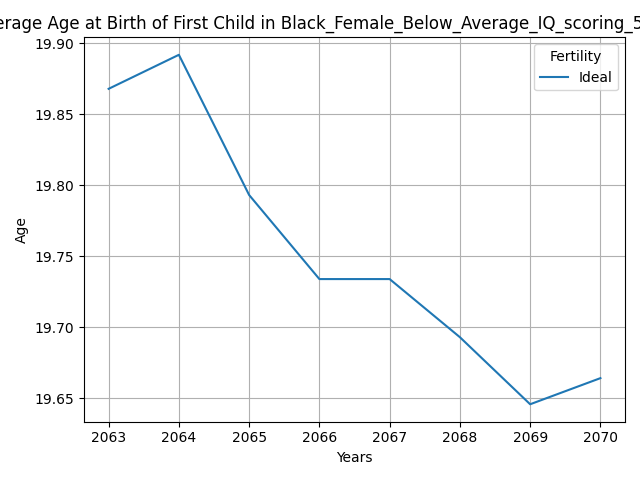 erage Age at Birth of First Child in Black_Female_Below_Average_IQ_scoring_5
Fertility
Ideal
19.90
19.85
19.80
19.75
19.70
19.65
Age
2063 2064 2065 2066 2067 2068 2069 2070
Years